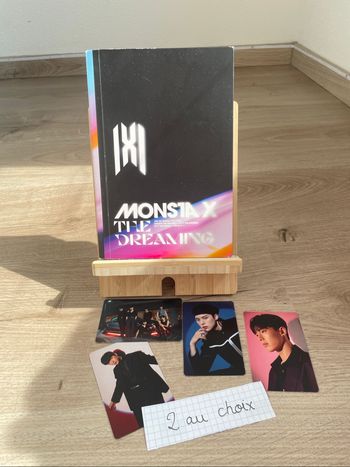 MONSTA X
THE
DREAMING
2 au choix